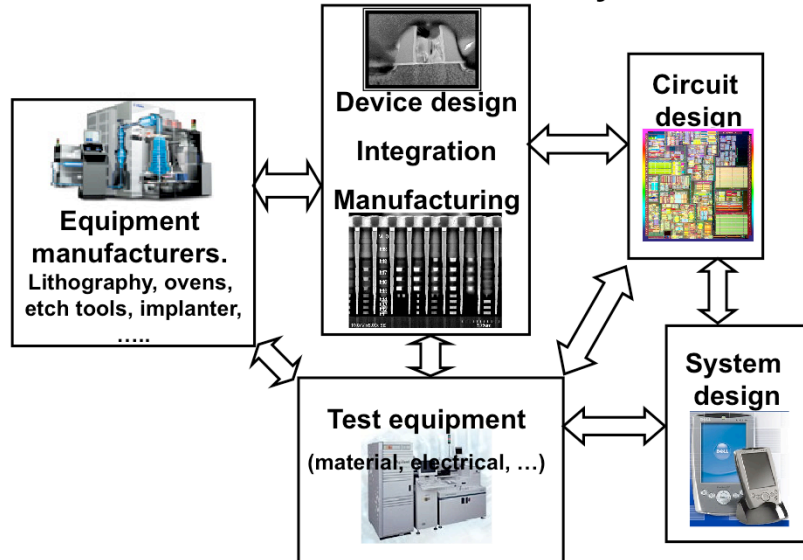 Device design
Integration
Manufacturing
Circuit
design
Equipment
manufacturers.
Lithography, ovens,
etch tools, implanter,
.....
Test equipment
(material, electrical, ...)
System
design
DELL